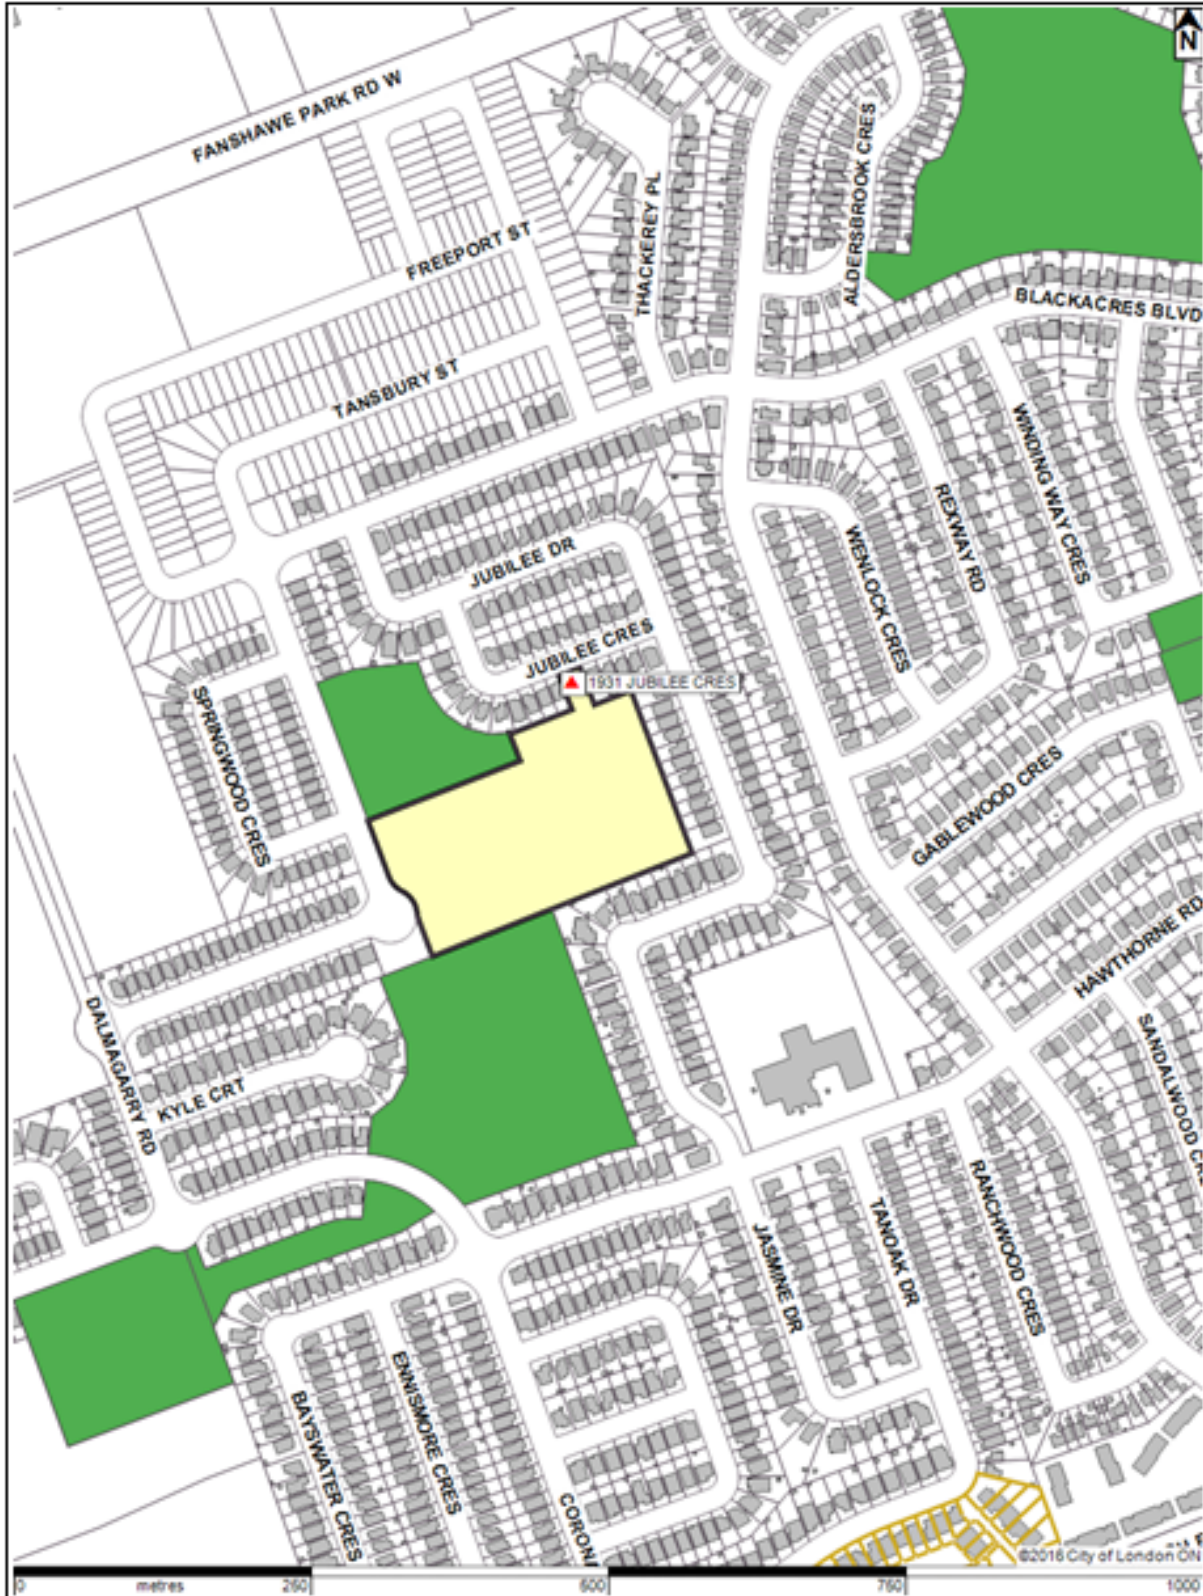 N
FANSHAWE PARK RD W
ALDERSBROOK CRES
THACKEREY PL
FREEPORT ST
BLACKACRES BLVD
TANSBURY ST
WINDING WAY CRES
REXWAY RD
WENLOCK CRES
JUBILEE DR
JUBILEE CRES
1931 JUBILEE CRES
SPRINGWOOD CRES
GABLEWOOD CRES
HAWTHORNE RD
DALMAGARRY RD
SANDALWOOD C
KYLE CRT
JASMINE DR
TANOAK DR
RANCHWOOD CRES
ENNISMORE CRES
BAYSWATER CRES
CORON
©2016 City of London ON
0 metres 250 500 750 1000